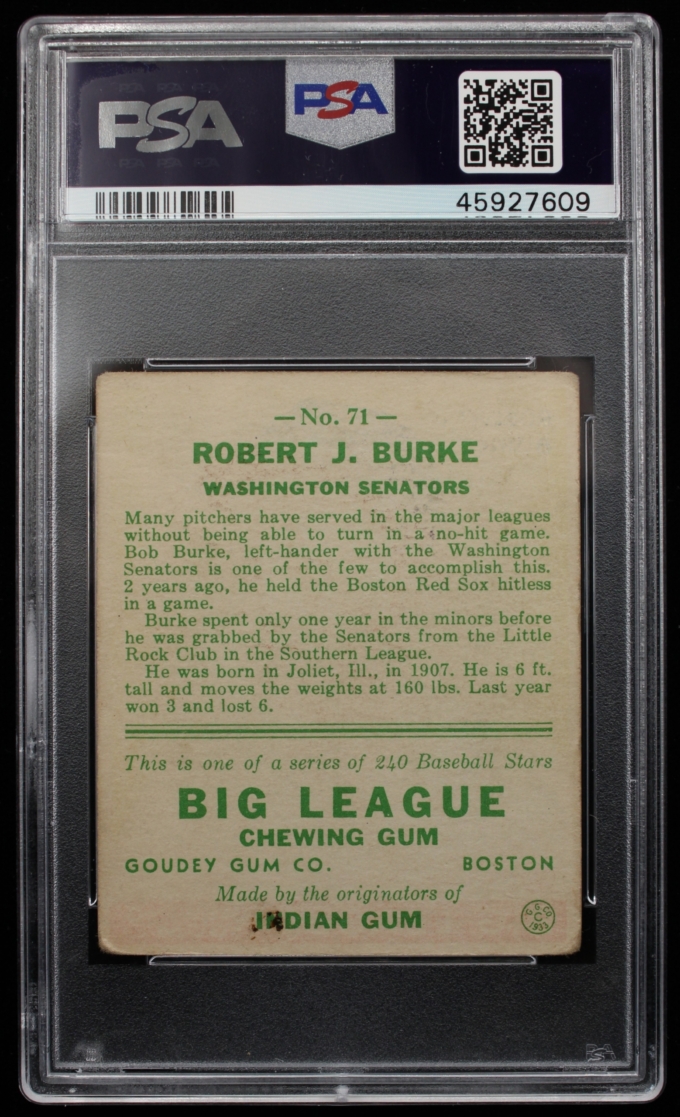 PSA
PSA
45927609
— No. 71 —
ROBERT J. BURKE
WASHINGTON SENATORS
Many pitchers have served in the major leagues
without being able to turn in a no-hit game.
Bob Burke, left-hander with the Washington
Senators is one of the few to accomplish this.
2 years ago, he held the Boston Red Sox hitless
in a game.
Burke spent only one year in the minors before
he was grabbed by the Senators from the Little
Rock Club in the Southern League.
He was born in Joliet, Ill., in 1907. He is 6 ft.
tall and moves the weights at 160 lbs. Last year
won 3 and lost 6.
This is one of a series of 240 Baseball Stars
BIG LEAGUE
CHEWING GUM
GOUDEY GUM CO. BOSTON
Made by the originators of
INDIAN GUM
G. G. CO.
C
1933